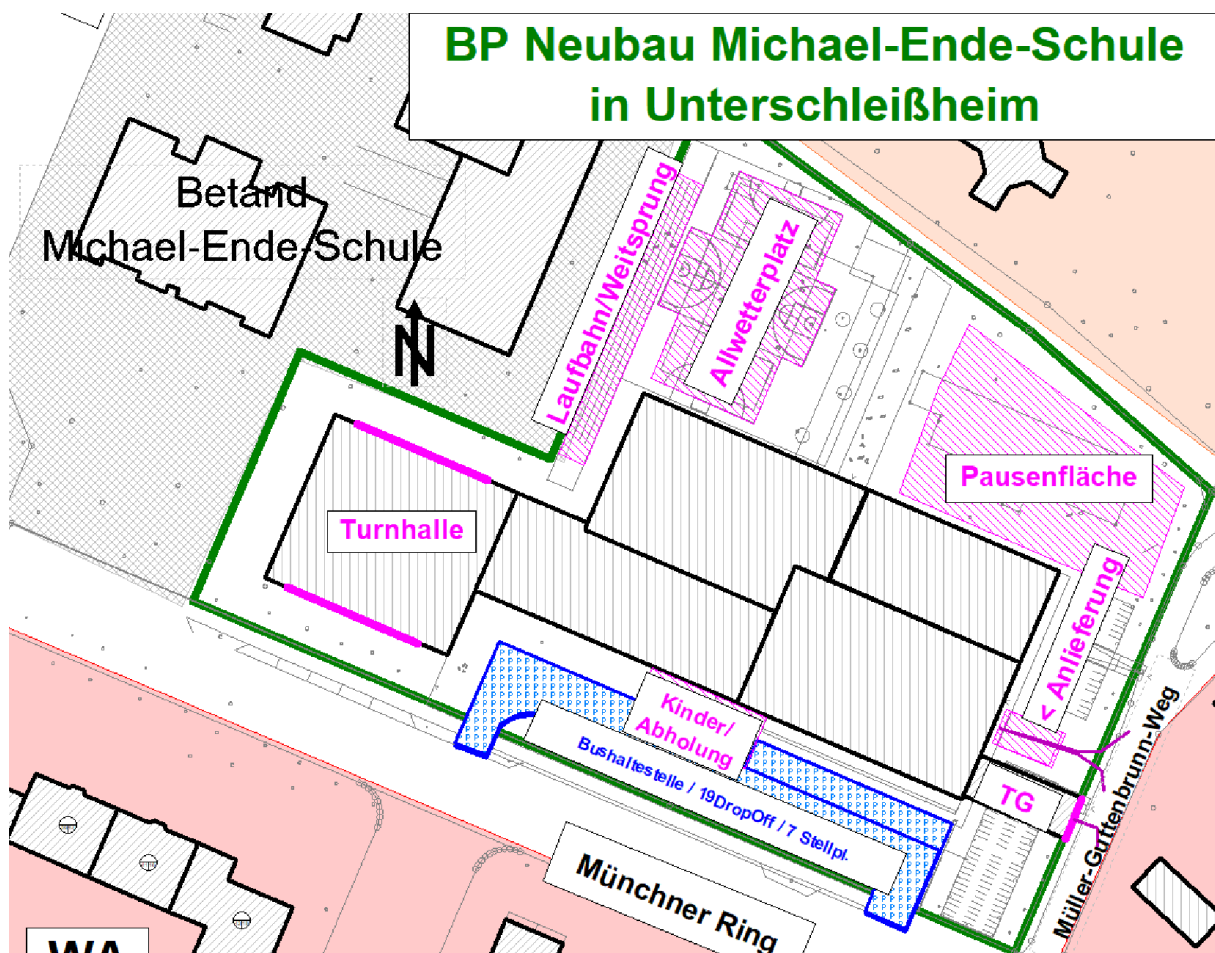 BP Neubau Michael-Ende-Schule
in Unterschleißheim
Betand
Michael-Ende-Schule
N
Laufbahn/Weitsprung
Allwetterplatz
Pausenfläche
Turnhalle
< Anlieferung
Kinder/
Abholung
Bushaltestelle / 19DropOff / 7 Stellpl.
TG
Müller-Guttenbrunn-Weg
Münchner Ring
WA